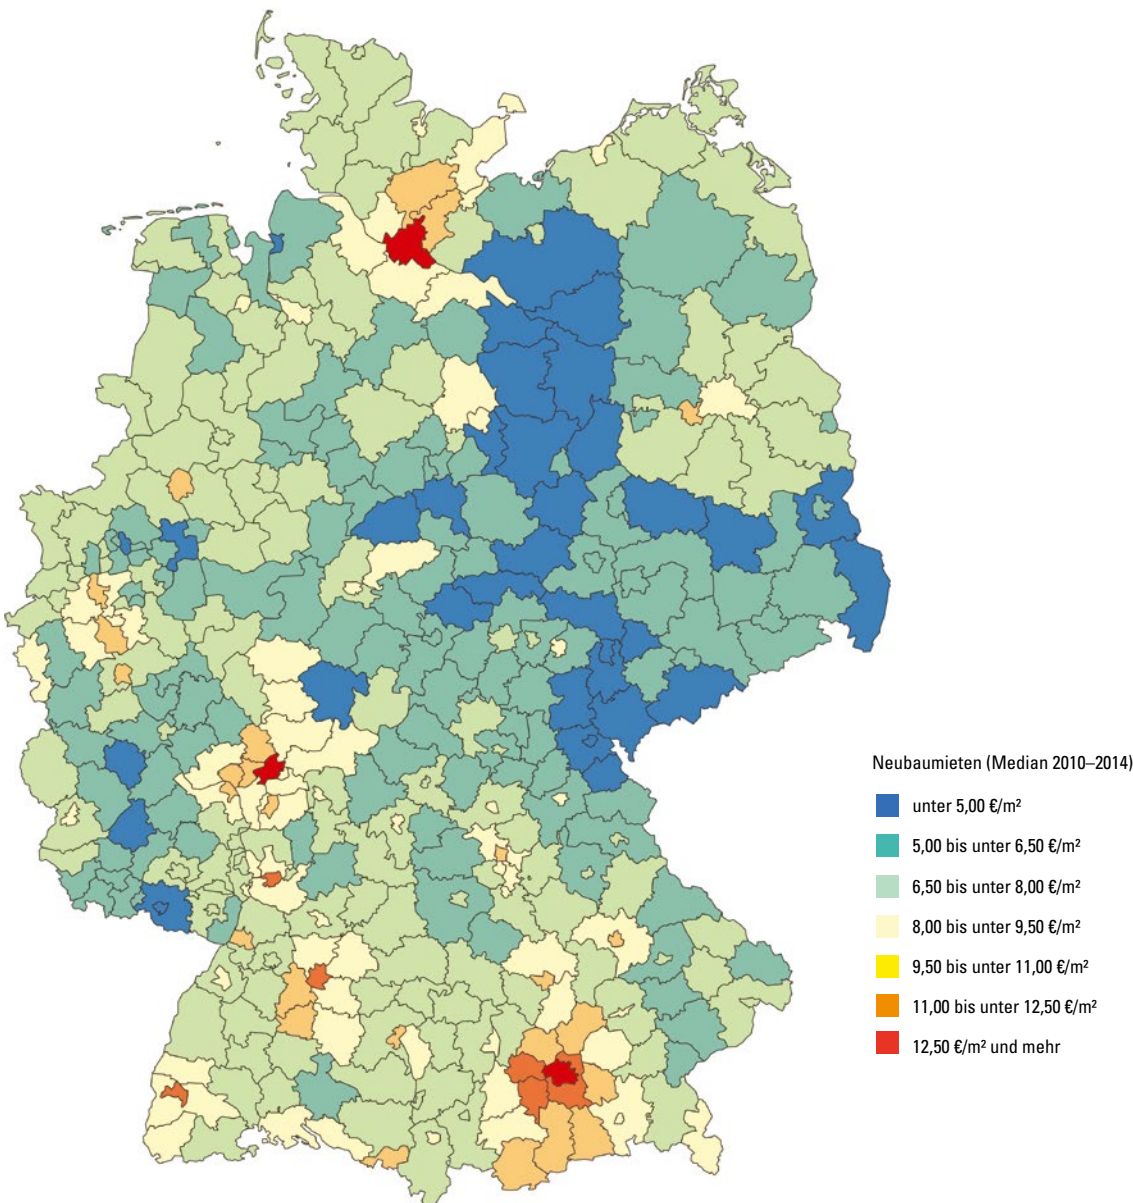 Neubaumieten (Median 2010–2014)
unter 5,00 €/m²
5,00 bis unter 6,50 €/m²
6,50 bis unter 8,00 €/m²
8,00 bis unter 9,50 €/m²
9,50 bis unter 11,00 €/m²
11,00 bis unter 12,50 €/m²
12,50 €/m² und mehr